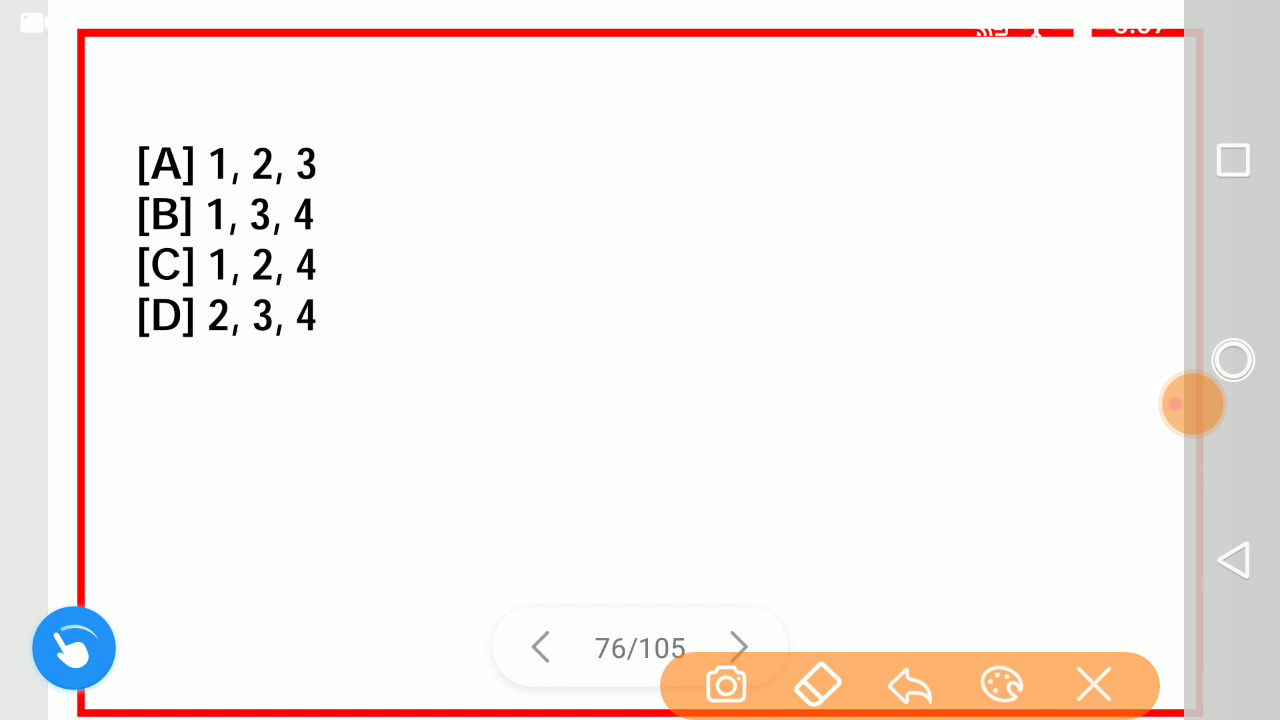 [A] 1, 2, 3
[B] 1, 3, 4
[C] 1, 2, 4
[D] 2, 3, 4
76/105